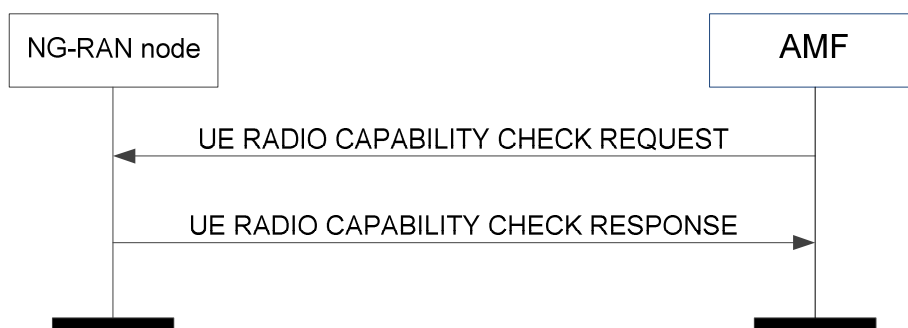 NG-RAN node
AMF
UE RADIO CAPABILITY CHECK REQUEST
UE RADIO CAPABILITY CHECK RESPONSE